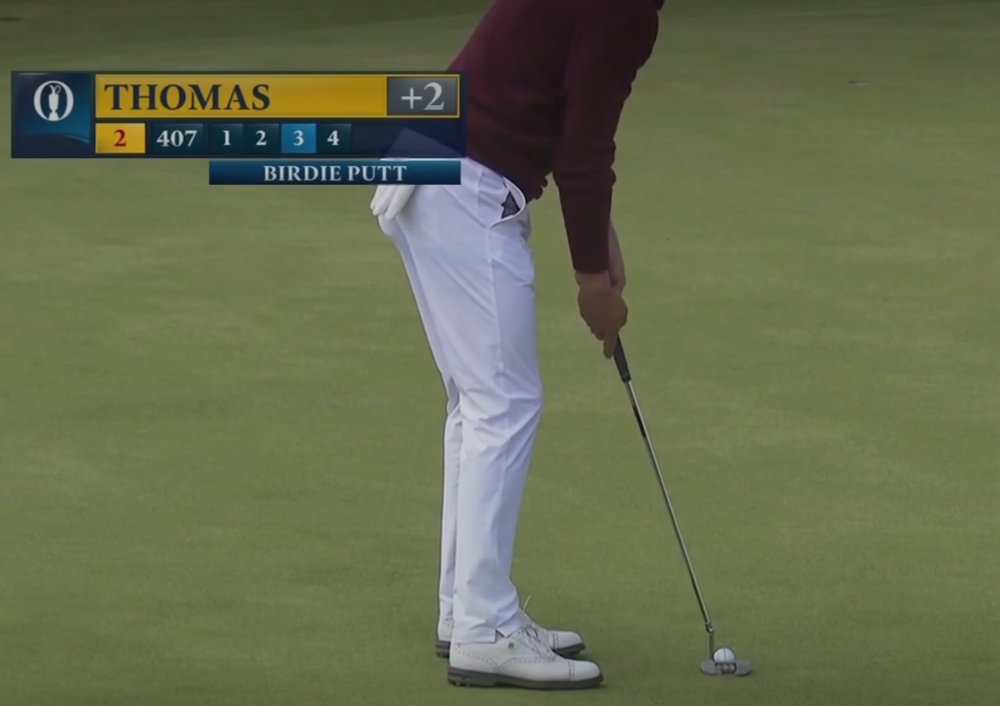 THOMAS +2
2 407 1 2 3 4
BIRDIE PUTT